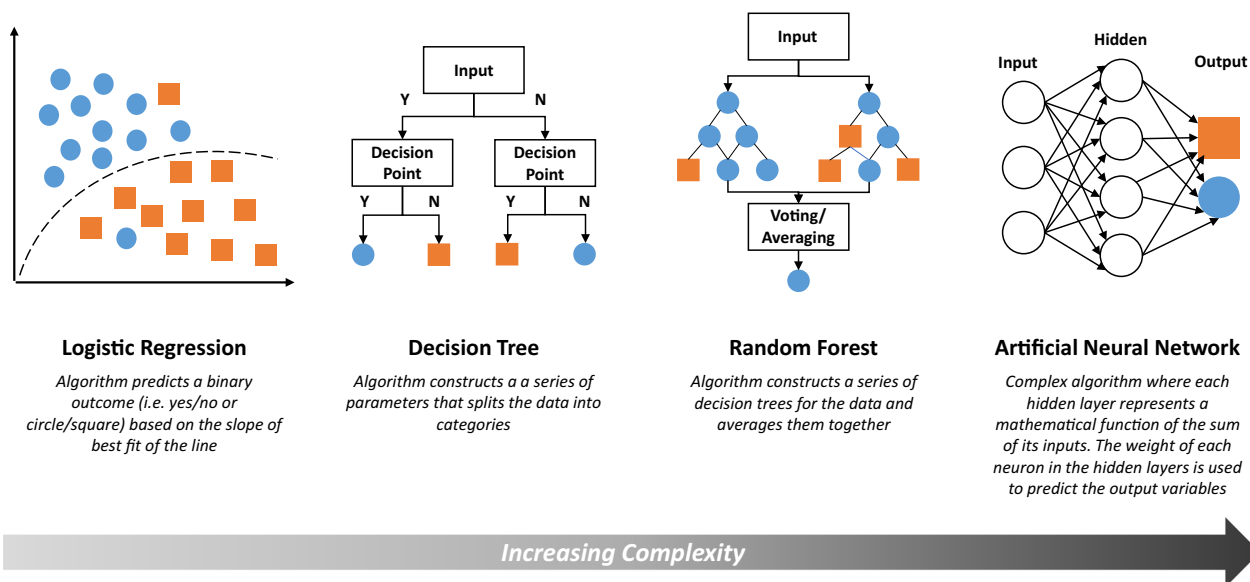 Input
Y
N
Decision
Point
Decision
Point
Y
N
Y
N
Input
Voting/
Averaging
Hidden
Input
Output
Logistic Regression
Algorithm predicts a binary
outcome (i.e. yes/no or
circle/square) based on the slope of
best fit of the line
Decision Tree
Algorithm constructs a a series of
parameters that splits the data into
categories
Random Forest
Algorithm constructs a series of
decision trees for the data and
averages them together
Artificial Neural Network
Complex algorithm where each
hidden layer represents a
mathematical function of the sum
of its inputs. The weight of each
neuron in the hidden layers is used
to predict the output variables
Increasing Complexity